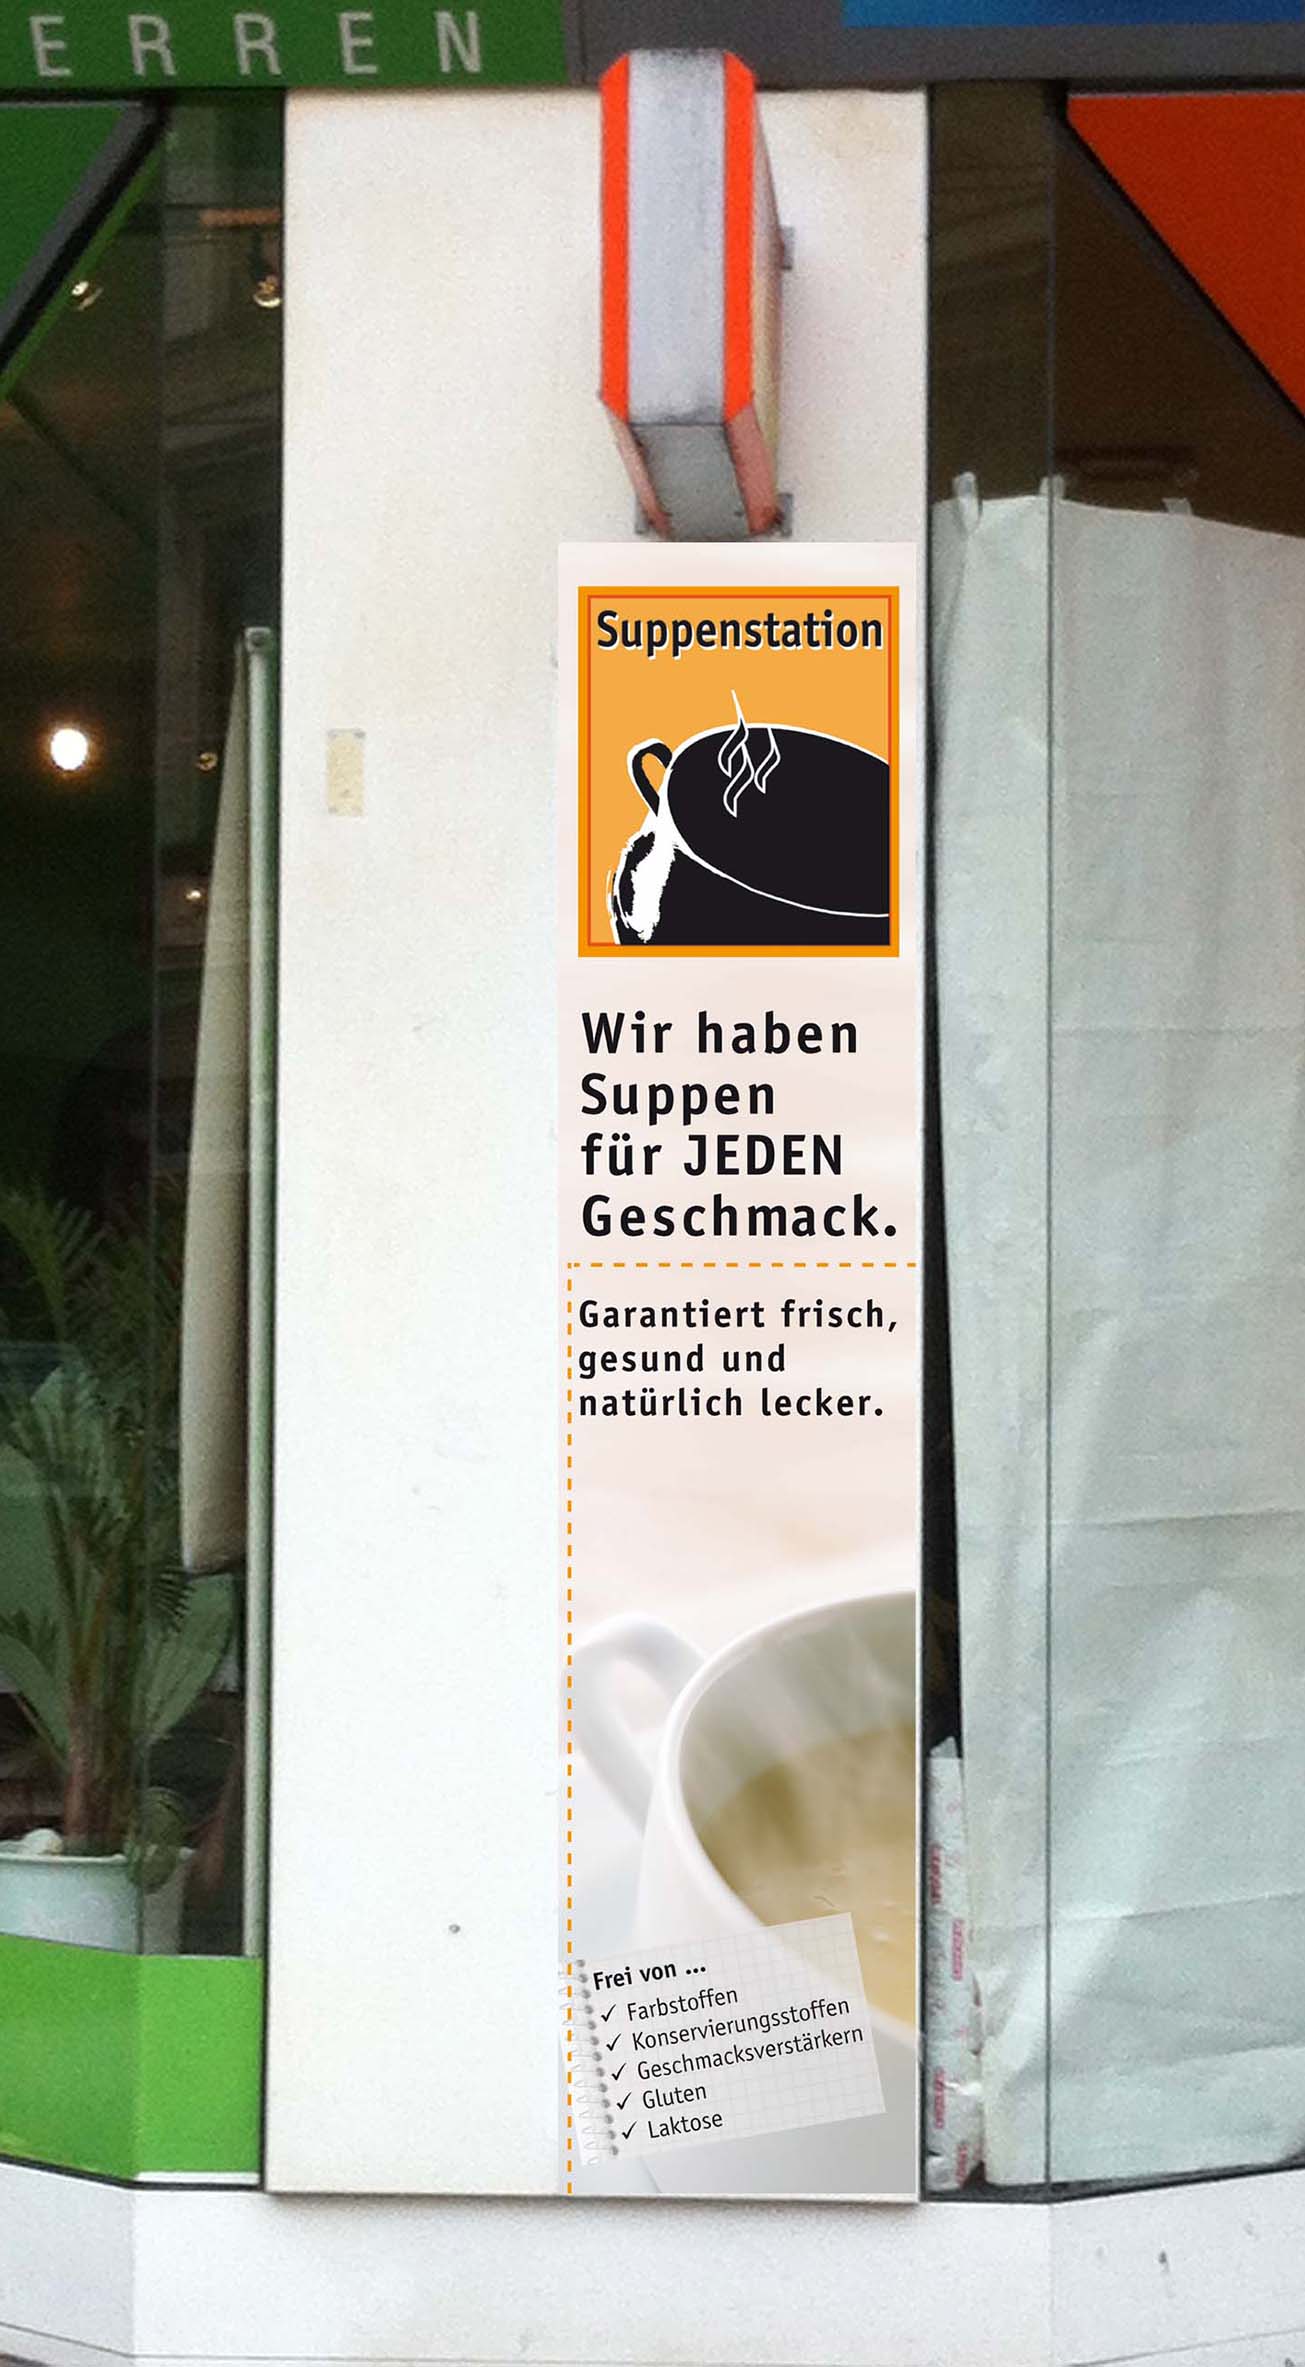 ERREN
Suppenstation
Wir haben
Suppen
für JEDEN
Geschmack.
Garantiert frisch,
gesund und
natürlich lecker.
Frei von ...
✓ Farbstoffen
✓ Konservierungsstoffen
✓ Geschmacksverstärkern
✓ Gluten
✓ Laktose